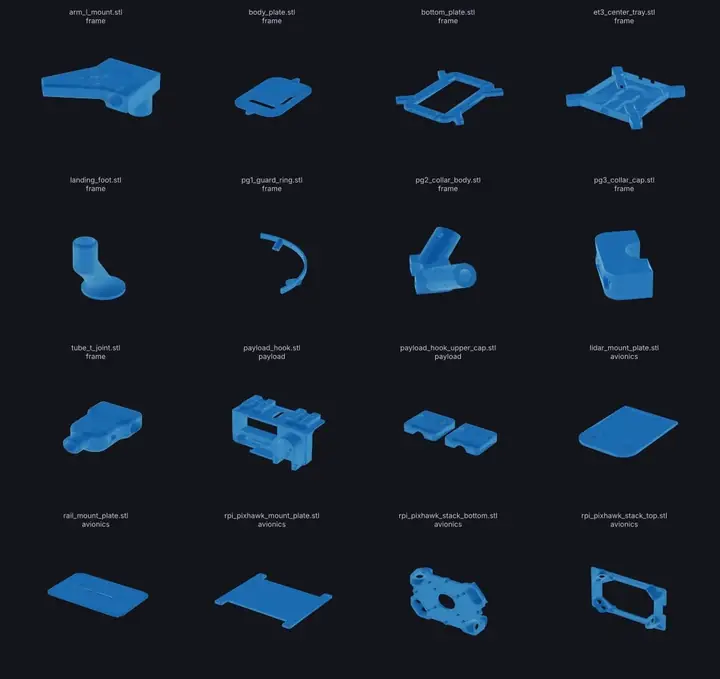 arm_l_mount.stl
frame
body_plate.stl
frame
bottom_plate.stl
frame
et3_center_tray.stl
frame
landing_foot.stl
frame
pg1_guard_ring.stl
frame
pg2_collar_body.stl
frame
pg3_collar_cap.stl
frame
tube_t_joint.stl
frame
payload_hook.stl
payload
payload_hook_upper_cap.stl
payload
lidar_mount_plate.stl
avionics
rail_mount_plate.stl
avionics
rpi_pixhawk_mount_plate.stl
avionics
rpi_pixhawk_stack_bottom.stl
avionics
rpi_pixhawk_stack_top.stl
avionics